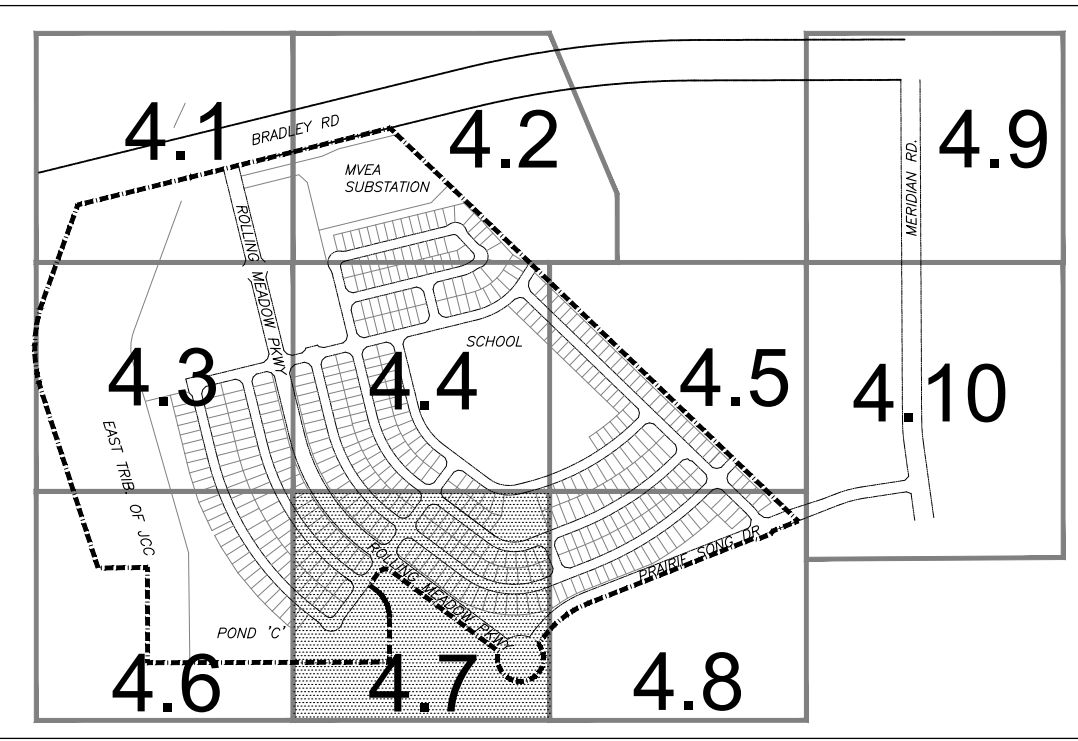 4.1
BRADLEY RD
4.2
4.9
MVEA
SUBSTATION
MERIDIAN RD.
ROLLING MEADOW PKWY
SCHOOL
4.3
4.4
4.5
4.10
EAST TRIB. OF JCC
ROLLING MEADOW PKWY
PRAIRIE SONG DR
POND 'C'
4.6
4.7
4.8